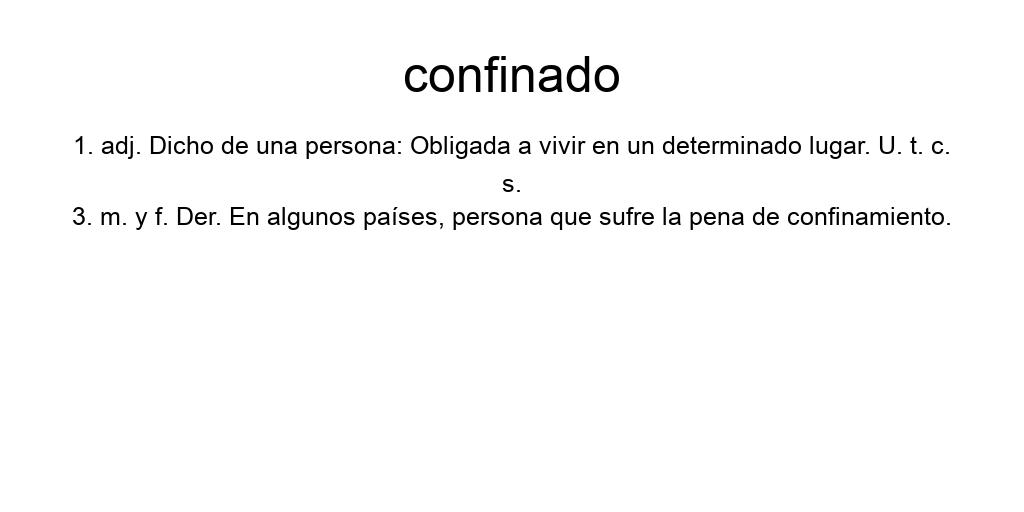 confinado
1. adj. Dicho de una persona: Obligada a vivir en un determinado lugar. U. t. c.
s.
3. m. y f. Der. En algunos países, persona que sufre la pena de confinamiento.